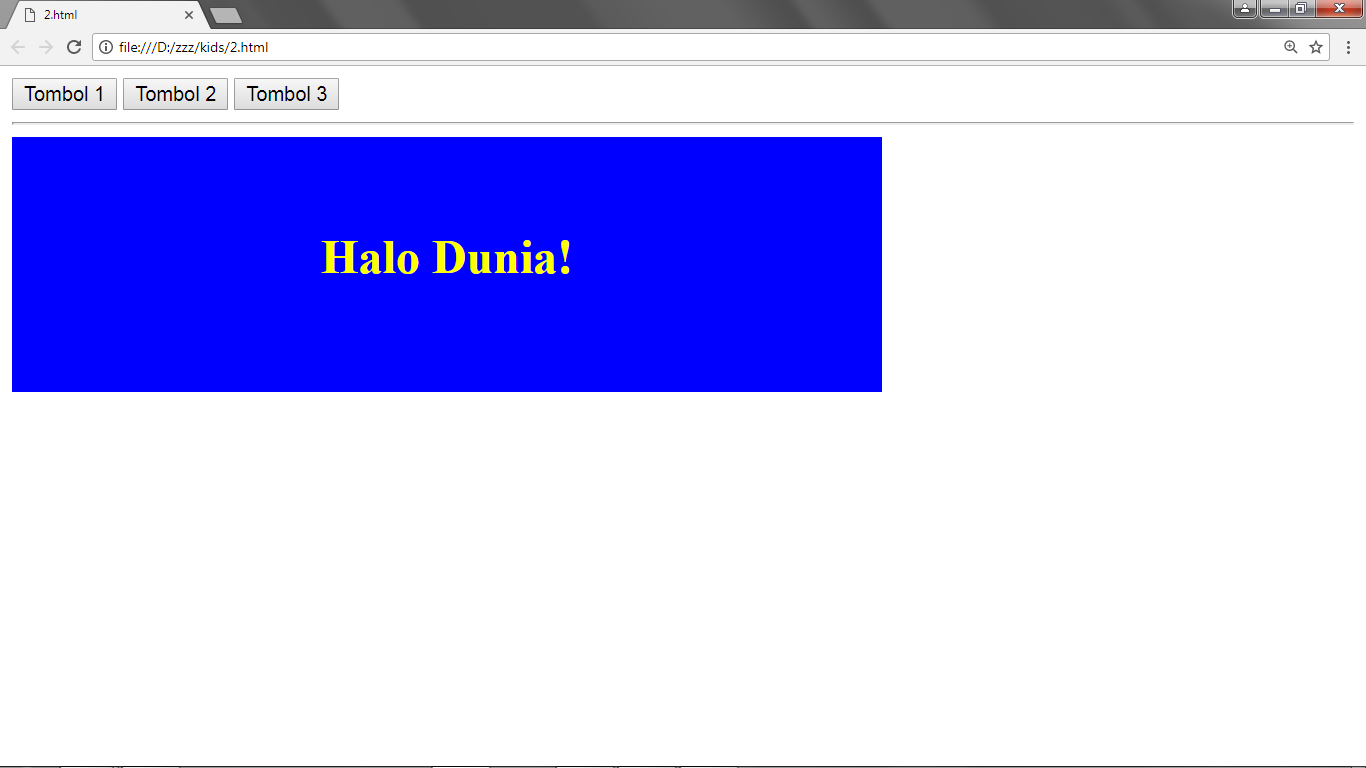 2.html
file:///D:/zzz/kids/2.html
Tombol 1 Tombol 2 Tombol 3
Halo Dunia!